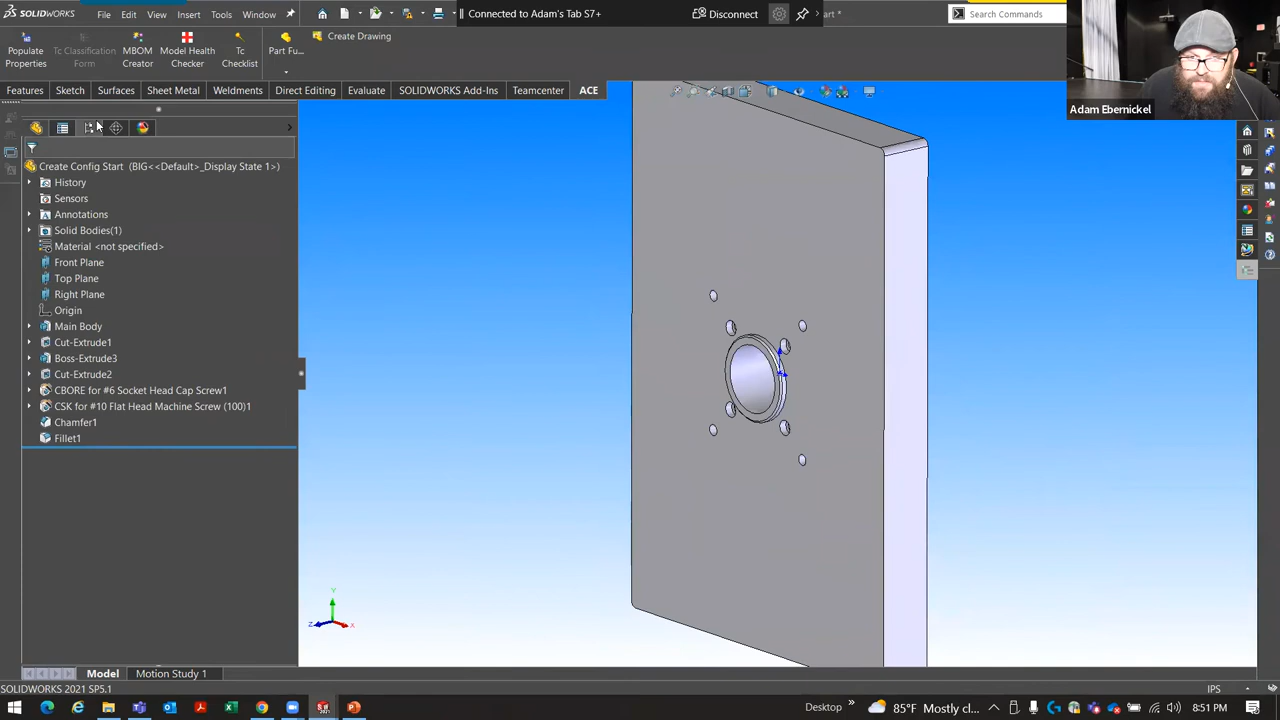 SOLIDWORKS
File
Edit
View
Insert
Tools
Window
Connected to Adam's Tab S7+
Disconnect
art *
Search Commands
Populate Properties
Tc Classification Form
MBOM Creator
Model Health Checker
Tc Checklist
Part Fu...
Create Drawing
Features
Sketch
Surfaces
Sheet Metal
Weldments
Direct Editing
Evaluate
SOLIDWORKS Add-Ins
Teamcenter
ACE
Adam Ebernickel
Create Config Start (BIG<<Default>_Display State 1>)
History
Sensors
Annotations
Solid Bodies(1)
Material <not specified>
Front Plane
Top Plane
Right Plane
Origin
Main Body
Cut-Extrude1
Boss-Extrude3
Cut-Extrude2
CBORE for #6 Socket Head Cap Screw1
CSK for #10 Flat Head Machine Screw (100)1
Chamfer1
Fillet1
Y
Z
X
Model
Motion Study 1
SOLIDWORKS 2021 SP5.1
IPS
Desktop
85°F Mostly cl...
8:51 PM